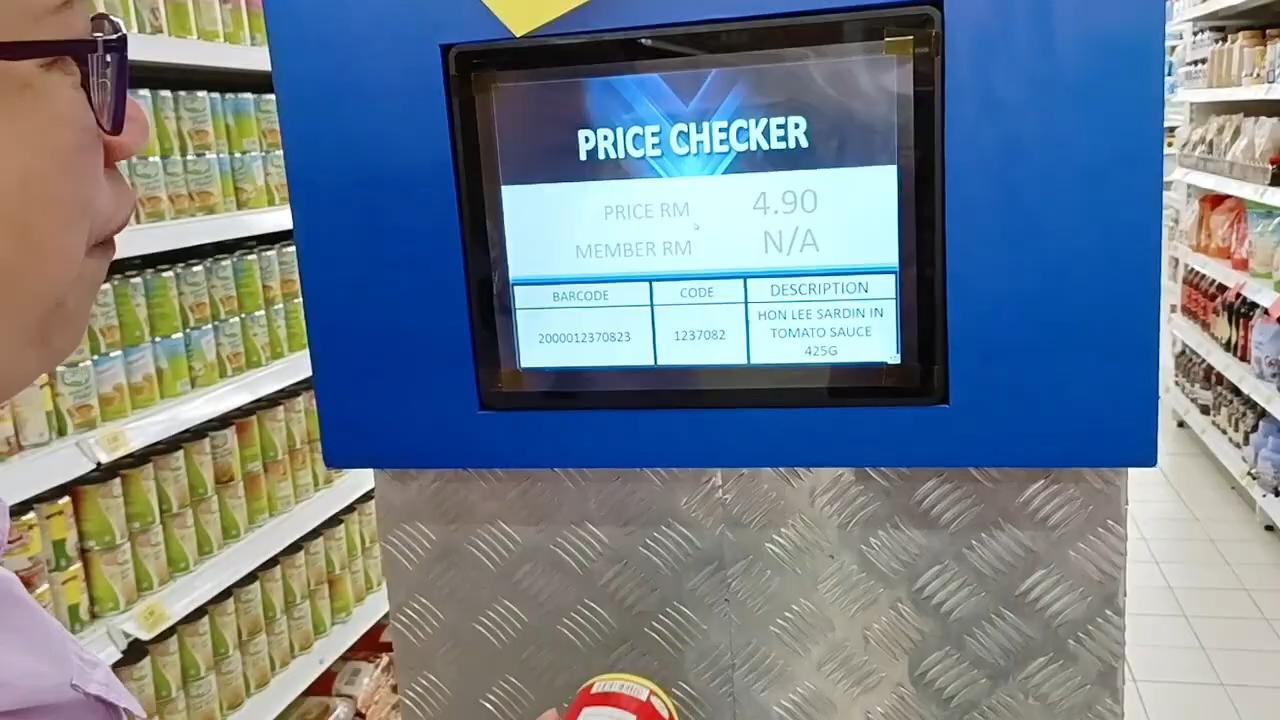 PRICE CHECKER
PRICE RM 4.90
MEMBER RM N/A
BARCODE CODE DESCRIPTION
2000012370823 1237082 HON LEE SARDIN IN
TOMATO SAUCE
425G